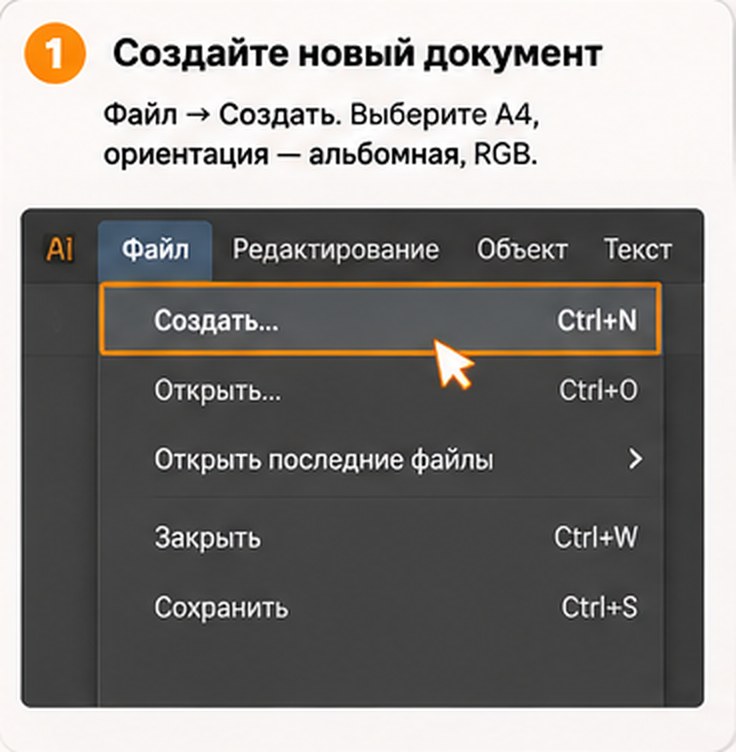 1 Создайте новый документ
Файл → Создать. Выберите A4,
ориентация — альбомная, RGB.
Ai Файл Редактирование Объект Текст
Создать... Ctrl+N
Открыть... Ctrl+O
Открыть последние файлы >
Закрыть Ctrl+W
Сохранить Ctrl+S